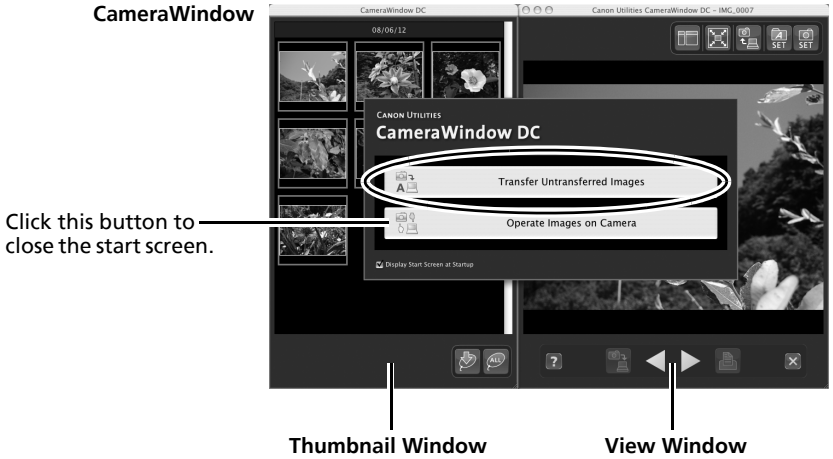 CameraWindow
CameraWindow DC
Canon Utilities CameraWindow DC - IMG_0007
08/06/12
A
SET
SET
CANON UTILITIES
CameraWindow DC
A
Transfer Untransferred Images
Operate Images on Camera
Click this button to
close the start screen.
Display Start Screen at Startup
ALL
?
Thumbnail Window
View Window